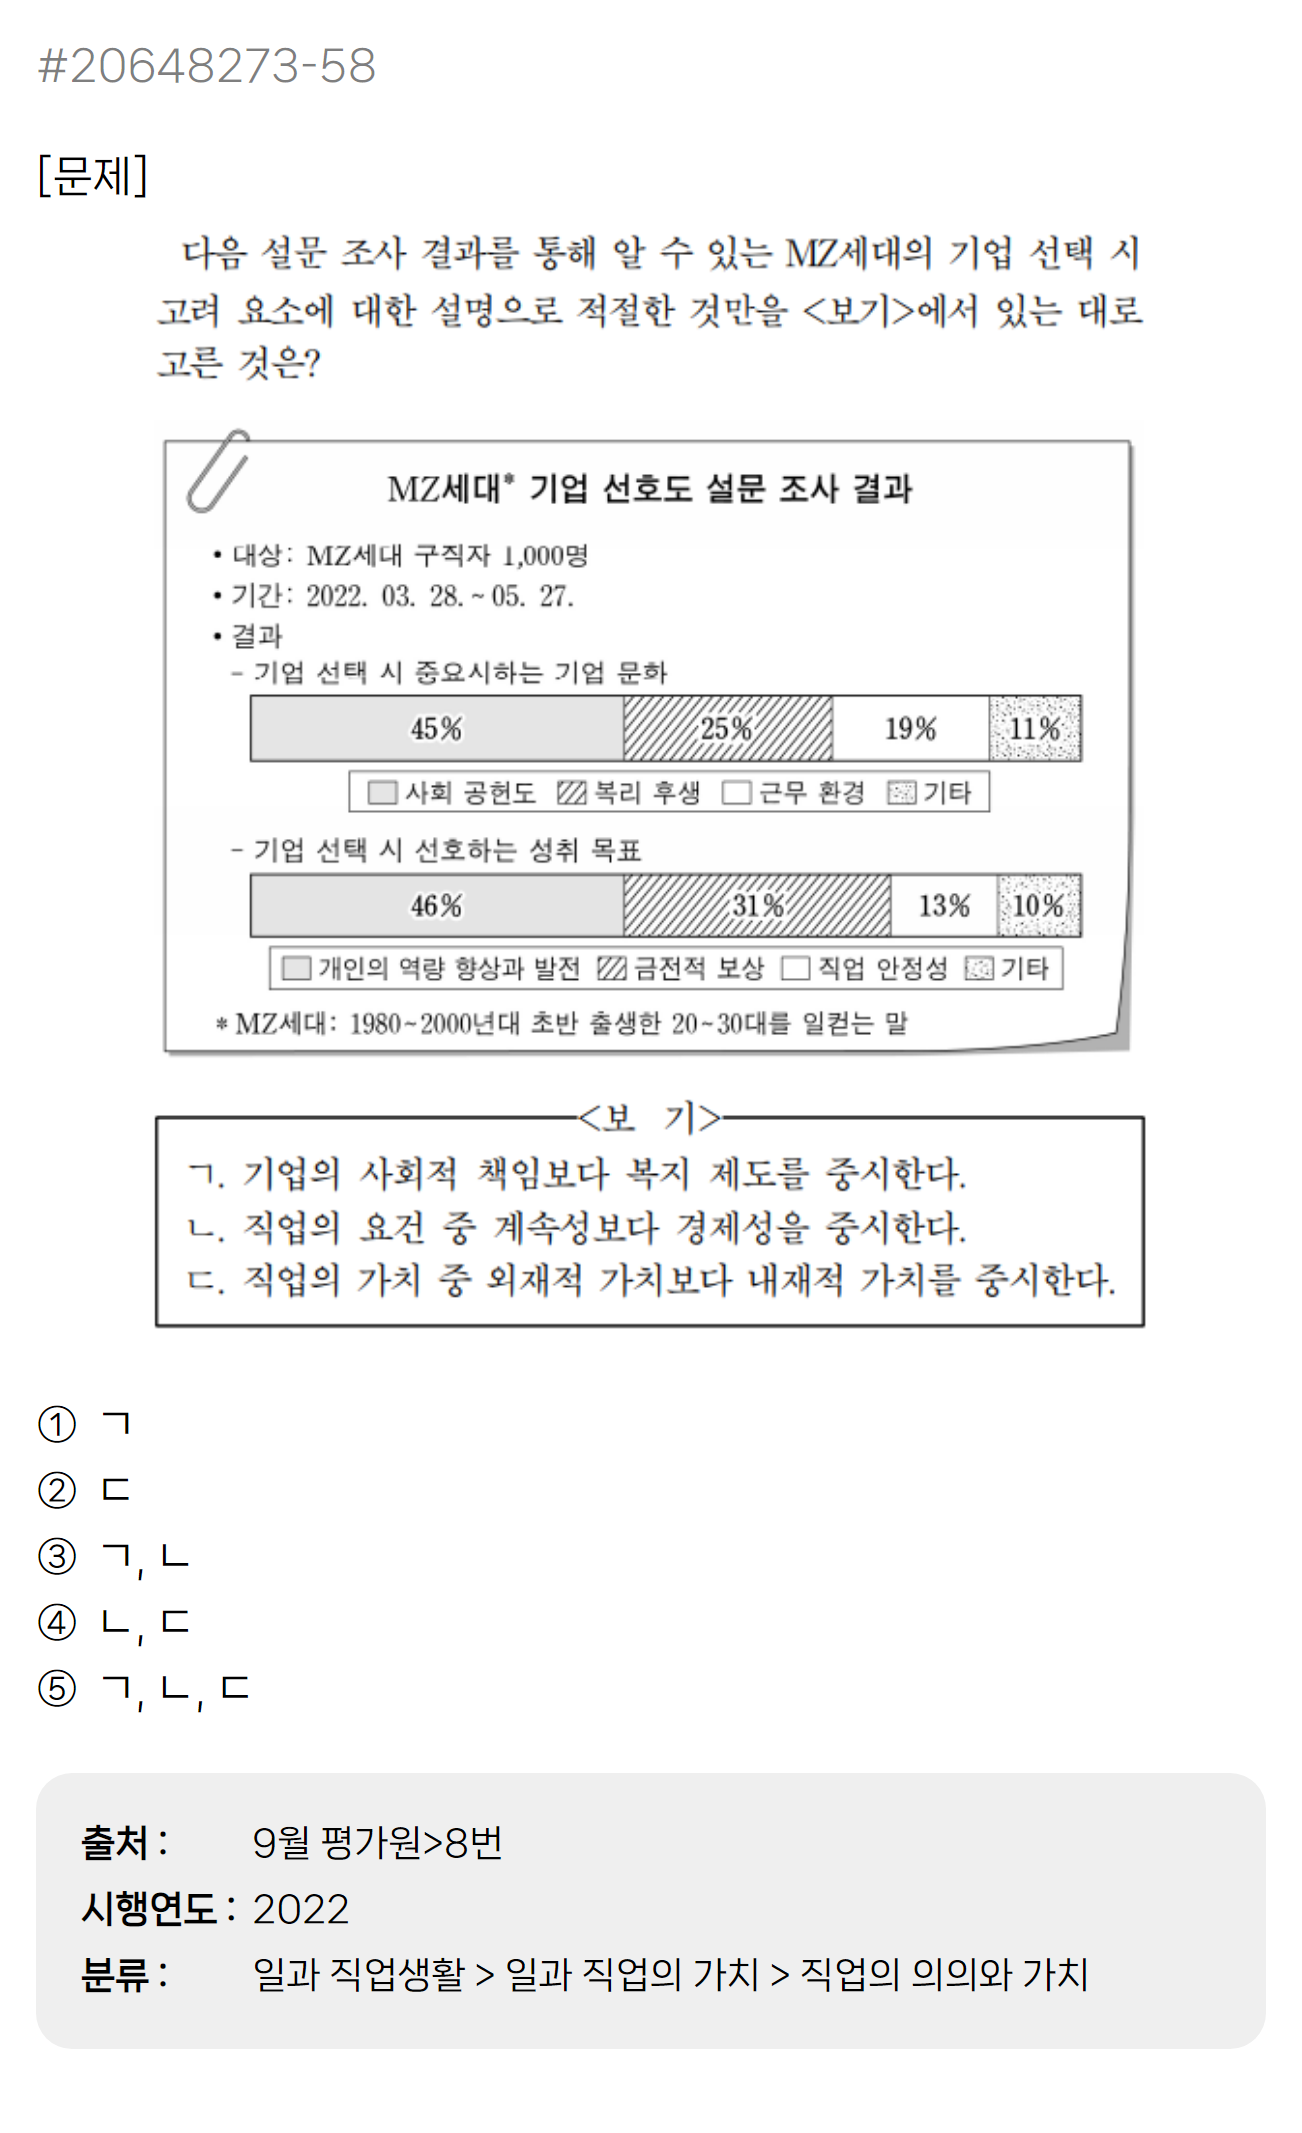 #20648273-58
[문제]
다음 설문 조사 결과를 통해 알 수 있는 MZ세대의 기업 선택 시
고려 요소에 대한 설명으로 적절한 것만을 <보기>에서 있는 대로
고른 것은?
MZ세대* 기업 선호도 설문 조사 결과
• 대상: MZ세대 구직자 1,000명
• 기간: 2022. 03. 28. ~ 05. 27.
• 결과
- 기업 선택 시 중요시하는 기업 문화
45% 25% 19% 11%
사회 공헌도 복리 후생 근무 환경 기타
- 기업 선택 시 선호하는 성취 목표
46% 31% 13% 10%
개인의 역량 향상과 발전 금전적 보상 직업 안정성 기타
* MZ세대: 1980~2000년대 초반 출생한 20~30대를 일컫는 말
<보 기>
ㄱ. 기업의 사회적 책임보다 복지 제도를 중시한다.
ㄴ. 직업의 요건 중 계속성보다 경제성을 중시한다.
ㄷ. 직업의 가치 중 외재적 가치보다 내재적 가치를 중시한다.
① ㄱ
② ㄷ
③ ㄱ, ㄴ
④ ㄴ, ㄷ
⑤ ㄱ, ㄴ, ㄷ
출처 : 9월 평가원>8번
시행연도 : 2022
분류 : 일과 직업생활 > 일과 직업의 가치 > 직업의 의의와 가치